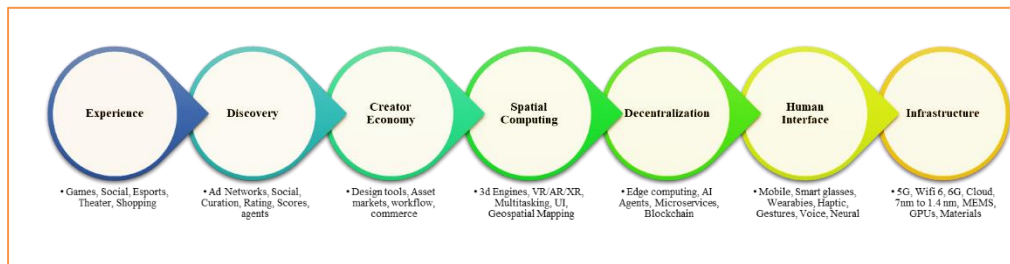 Experience
Discovery
Creator
Economy
Spatial
Computing
Decentralization
Human
Interface
Infrastructure
• Games, Social, Esports,
Theater, Shopping
• Ad Networks, Social,
Curation, Rating, Scores,
agents
• Design tools, Asset
markets, workflow,
commerce
• 3d Engines, VR/AR/XR,
Multitasking, UI,
Geospatial Mapping
• Edge computing, AI
Agents, Microservices,
Blockchain
• Mobile, Smart glasses,
Wearabies, Haptic,
Gestures, Voice, Neural
• 5G, Wifi 6, 6G, Cloud,
7nm to 1.4 nm, MEMS,
GPUs, Materials